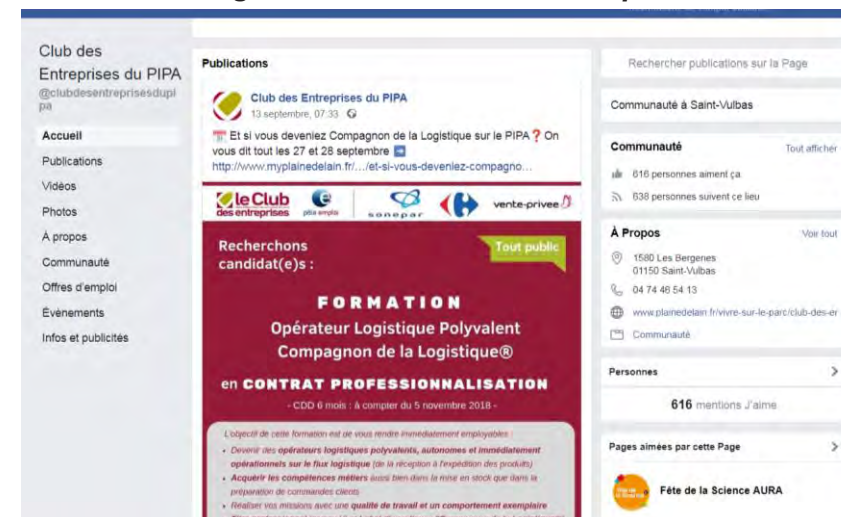 Club des
Entreprises du PIPA
@clubdesentreprisesdupi
pa
Accueil
Publications
Vidéos
Photos
À propos
Communauté
Offres d'emploi
Évènements
Infos et publicités
Publications
Club des Entreprises du PIPA
13 septembre, 07:33
Et si vous deveniez Compagnon de la Logistique sur le PIPA ? On
vous dit tout les 27 et 28 septembre
http://www.myplainedelain.fr/.../et-si-vous-deveniez-compagno...
le Club
des entreprises
pôle emploi
sonepar
vente-privee
Recherchons
candidat(e)s :
Tout public
FORMATION
Opérateur Logistique Polyvalent
Compagnon de la Logistique®
en CONTRAT PROFESSIONNALISATION
- CDD 6 mois : à compter du 5 novembre 2018 -
L'objectif de cette formation est de vous rendre immédiatement employables :
• Devenir des opérateurs logistiques polyvalents, autonomes et immédiatement
opérationnels sur le flux logistique (de la réception à l'expédition des produits)
• Acquérir les compétences métiers aussi bien dans la mise en stock que dans la
préparation de commandes clients
• Réaliser vos missions avec une qualité de travail et un comportement exemplaire
Rechercher publications sur la Page
Communauté à Saint-Vulbas
Communauté
Tout afficher
616 personnes aiment ça
638 personnes suivent ce lieu
À Propos
Voir tout
1580 Les Bergenes
01150 Saint-Vulbas
04 74 46 54 13
www.plainedelain.fr/vivre-sur-le-parc/club-des-er
Communauté
Personnes
616 mentions J'aime
Pages aimées par cette Page
Fête de la Science AURA